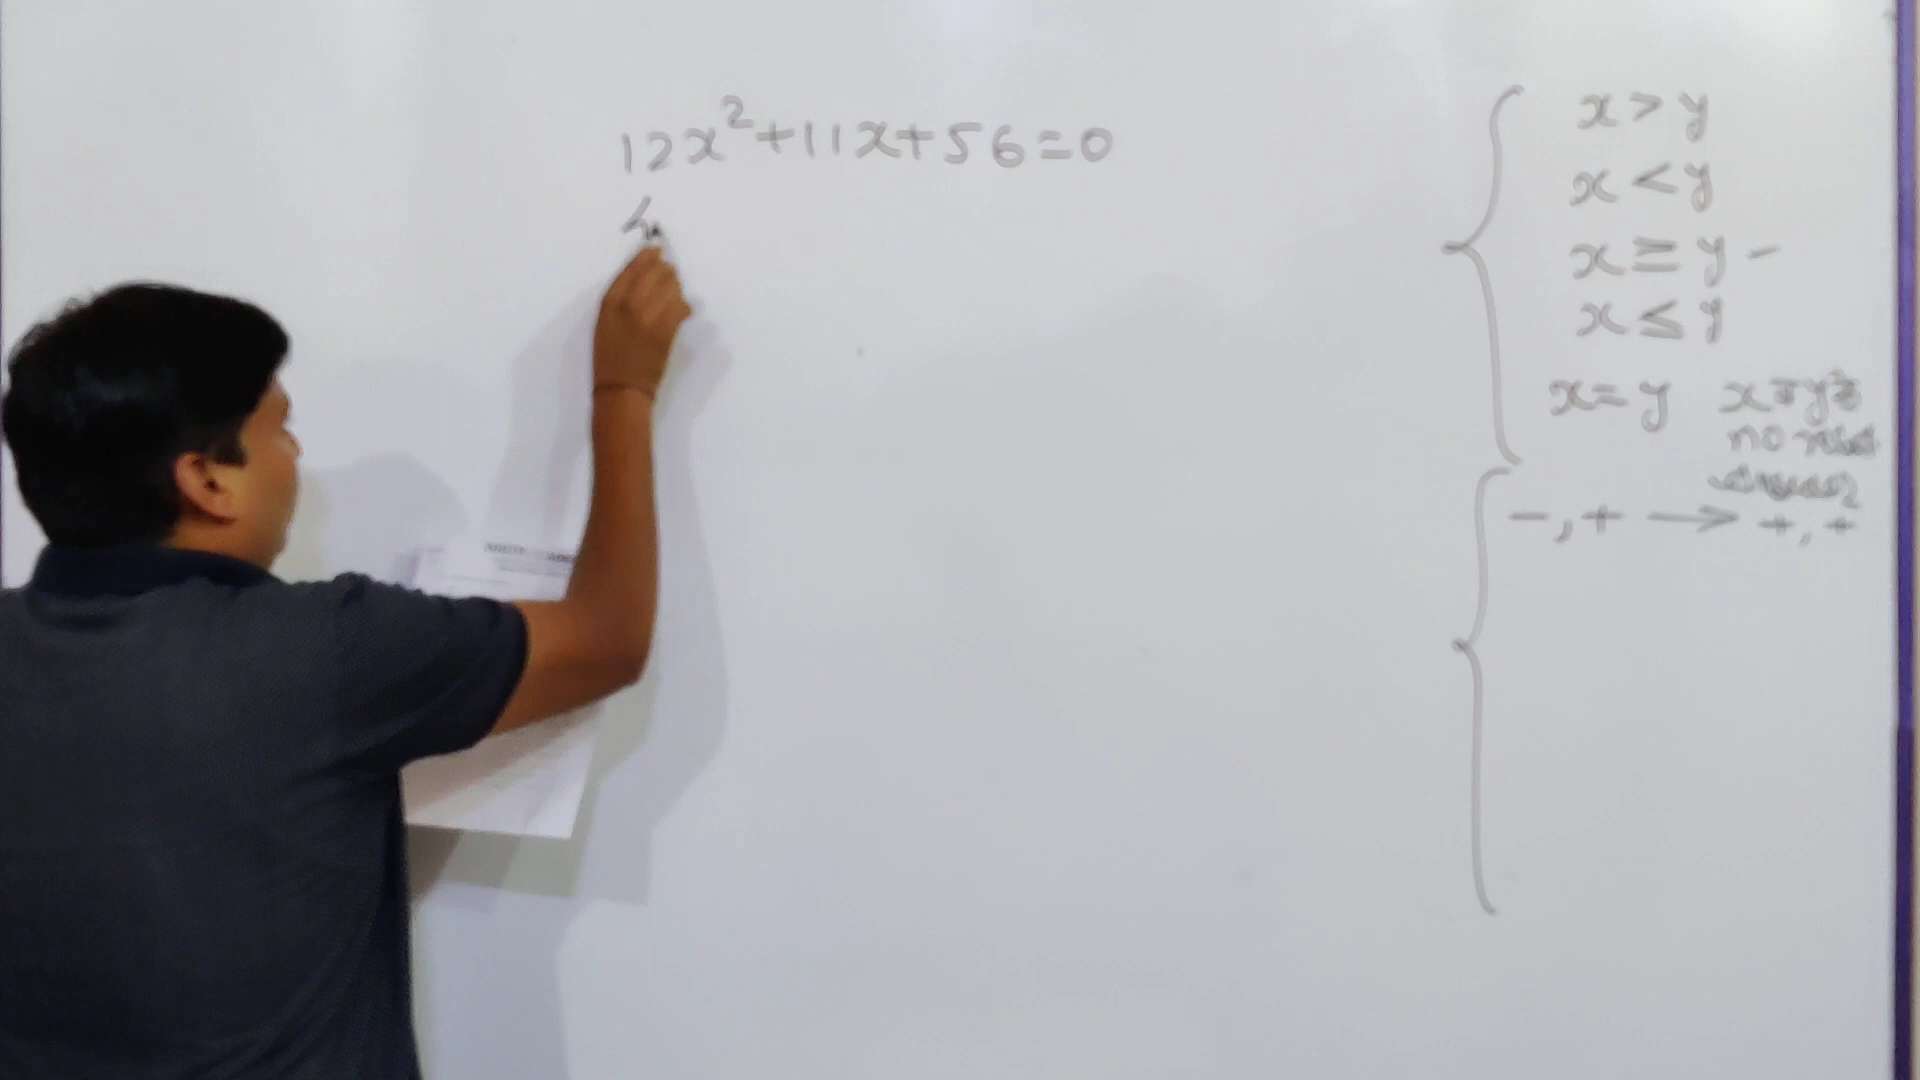 12x²+11x+56=0
x>y
x<y
x≥y -
x≤y
x=y
no
-,+ → +,+